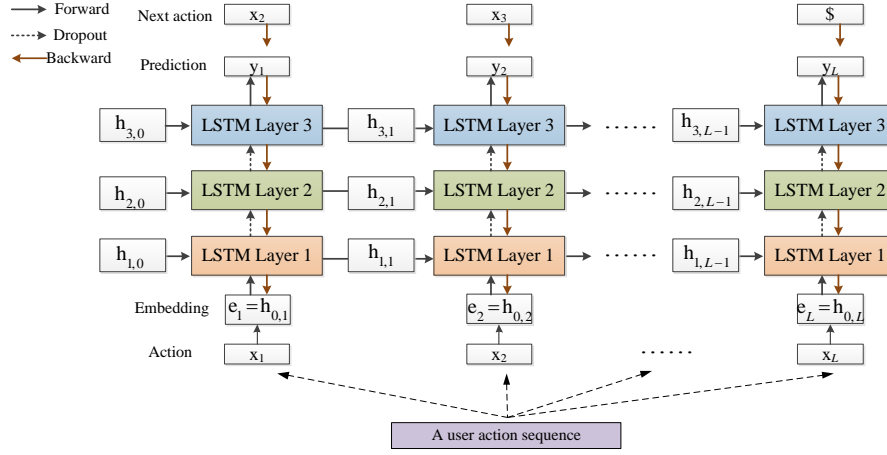 Forward Next action x₂ x₃ $
Dropout
Backward
Prediction y₁ y₂ y_L
h₃,₀ LSTM Layer 3 h₃,₁ LSTM Layer 3 ······ h₃,L₋₁ LSTM Layer 3
h₂,₀ LSTM Layer 2 h₂,₁ LSTM Layer 2 ······ h₂,L₋₁ LSTM Layer 2
h₁,₀ LSTM Layer 1 h₁,₁ LSTM Layer 1 ······ h₁,L₋₁ LSTM Layer 1
Embedding e₁=h₀,₁ e₂=h₀,₂ e_L=h₀,L
Action x₁ x₂ ······ x_L
A user action sequence